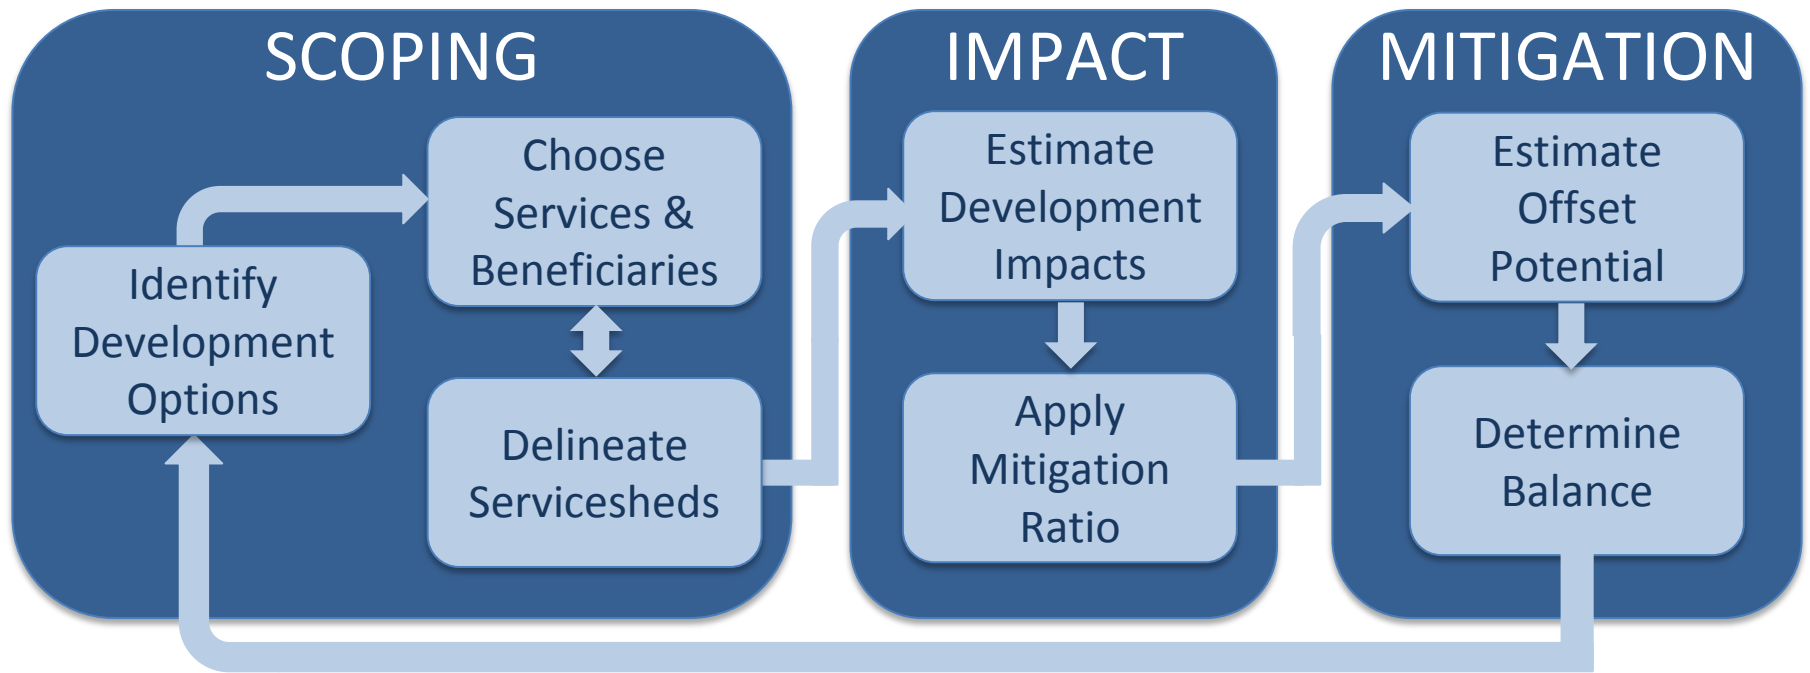 SCOPING
Identify
Development
Options
Choose
Services &
Beneficiaries
Delineate
Servicesheds
IMPACT
Estimate
Development
Impacts
Apply
Mitigation
Ratio
MITIGATION
Estimate
Offset
Potential
Determine
Balance